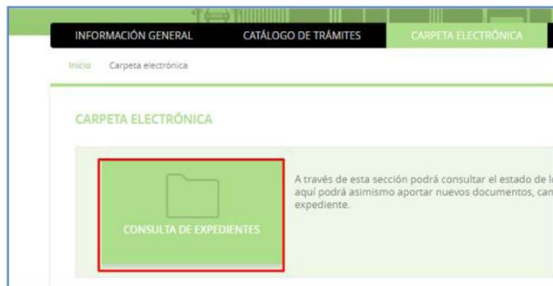 INFORMACIÓN GENERAL CATÁLOGO DE TRÁMITES CARPETA ELECTRÓNICA
Inicio Carpeta electrónica
CARPETA ELECTRÓNICA
A través de esta sección podrá consultar el estado de
aquí podrá asimismo aportar nuevos documentos,
expediente.
CONSULTA DE EXPEDIENTES